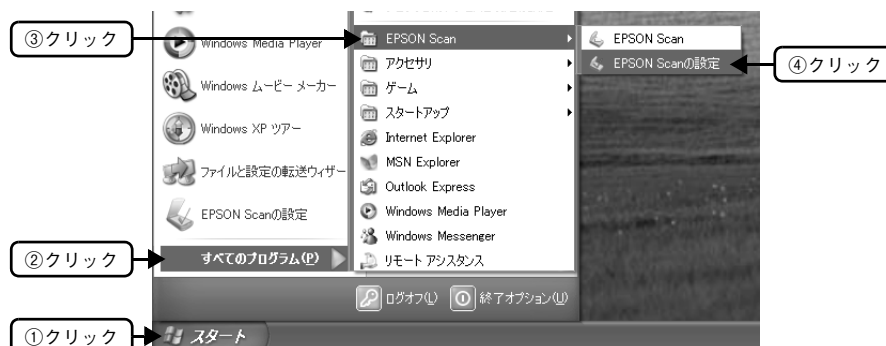 ③クリック
Windows Media Player
Windows ムービー メーカー
Windows XP ツアー
ファイルと設定の転送ウィザー
EPSON Scanの設定
②クリック
すべてのプログラム(P)
①クリック
スタート
EPSON Scan
アクセサリ
ゲーム
スタートアップ
Internet Explorer
MSN Explorer
Outlook Express
Windows Media Player
Windows Messenger
リモート アシスタンス
ログオフ(L)
終了オプション(U)
EPSON Scan
EPSON Scanの設定
④クリック